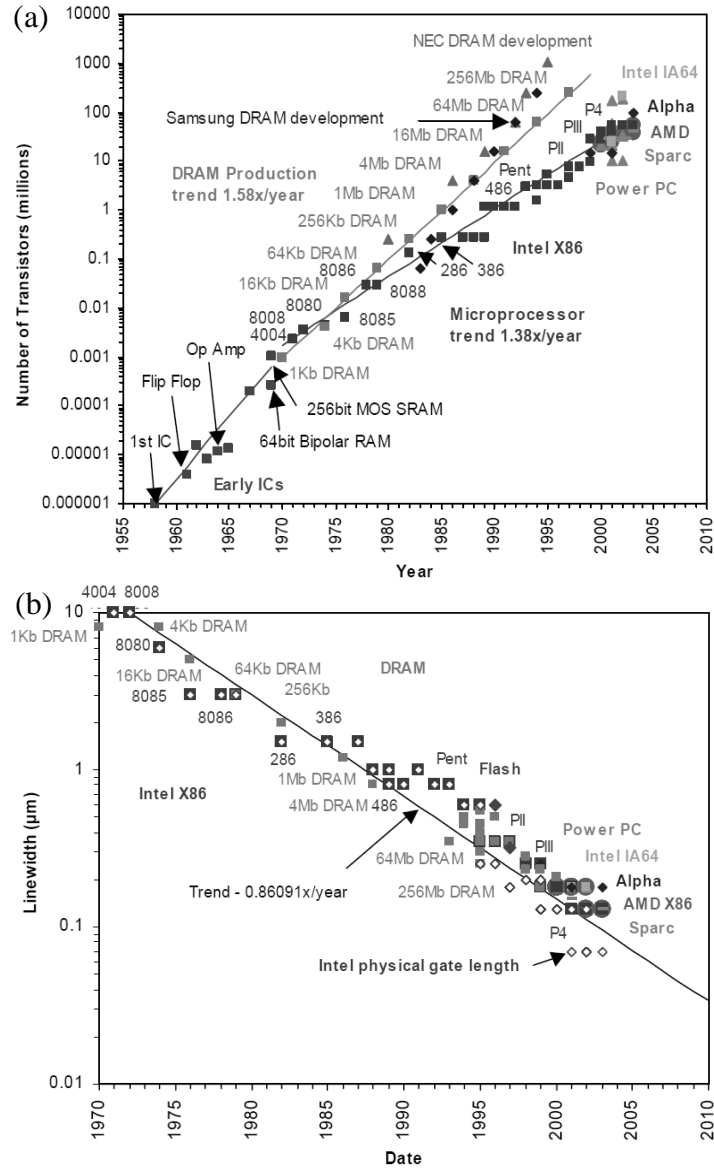 (a)
10000
1000
100
10
1
0.1
0.01
0.001
0.0001
0.00001
0.000001
Number of Transistors (millions)
NEC DRAM development
256Mb DRAM
Intel IA64
64Mb DRAM
P4
Alpha
Samsung DRAM development
16Mb DRAM
PIII
AMD
DRAM Production
trend 1.58x/year
4Mb DRAM
PII
Sparc
1Mb DRAM
Pent
486
Power PC
256Kb DRAM
64Kb DRAM
Intel X86
8086
286
386
16Kb DRAM
8088
8080
8008
4004
8085
Microprocessor
trend 1.38x/year
4Kb DRAM
Op Amp
1Kb DRAM
Flip Flop
256bit MOS SRAM
1st IC
64bit Bipolar RAM
Early ICs
1955
1960
1965
1970
1975
1980
1985
1990
1995
2000
2005
2010
Year
(b)
4004 8008
10
1
0.1
0.01
Linewidth (µm)
1Kb DRAM
4Kb DRAM
8080
16Kb DRAM
64Kb DRAM
DRAM
8085
256Kb
8086
386
286
Pent
Flash
1Mb DRAM
Intel X86
4Mb DRAM
486
PII
Power PC
64Mb DRAM
PIII
Intel IA64
Trend - 0.86091x/year
256Mb DRAM
Alpha
AMD X86
P4
Sparc
Intel physical gate length
1970
1975
1980
1985
1990
1995
2000
2005
2010
Date